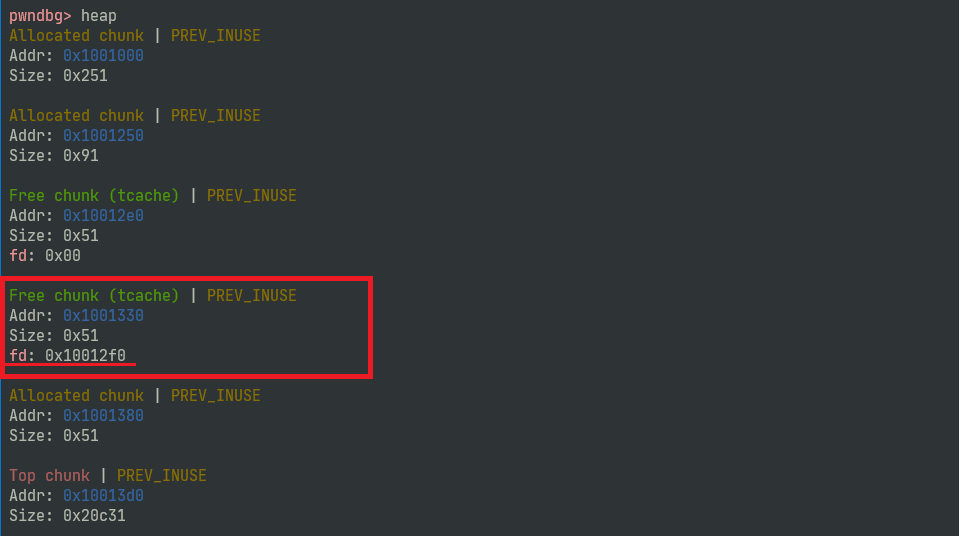 pwndbg> heap
Allocated chunk | PREV_INUSE
Addr: 0x1001000
Size: 0x251
Allocated chunk | PREV_INUSE
Addr: 0x1001250
Size: 0x91
Free chunk (tcache) | PREV_INUSE
Addr: 0x10012e0
Size: 0x51
fd: 0x00
Free chunk (tcache) | PREV_INUSE
Addr: 0x1001330
Size: 0x51
fd: 0x10012f0
Allocated chunk | PREV_INUSE
Addr: 0x1001380
Size: 0x51
Top chunk | PREV_INUSE
Addr: 0x10013d0
Size: 0x20c31